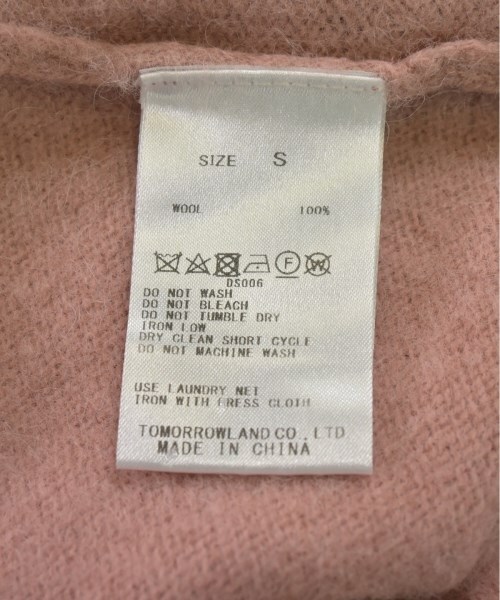 SIZE S
WOOL 100%
F W
DS006
DO NOT WASH
DO NOT BLEACH
DO NOT TUMBLE DRY
IRON LOW
DRY CLEAN SHORT CYCLE
DO NOT MACHINE WASH
USE LAUNDRY NET
IRON WITH PRESS CLOTH
TOMORROWLAND CO., LTD
MADE IN CHINA